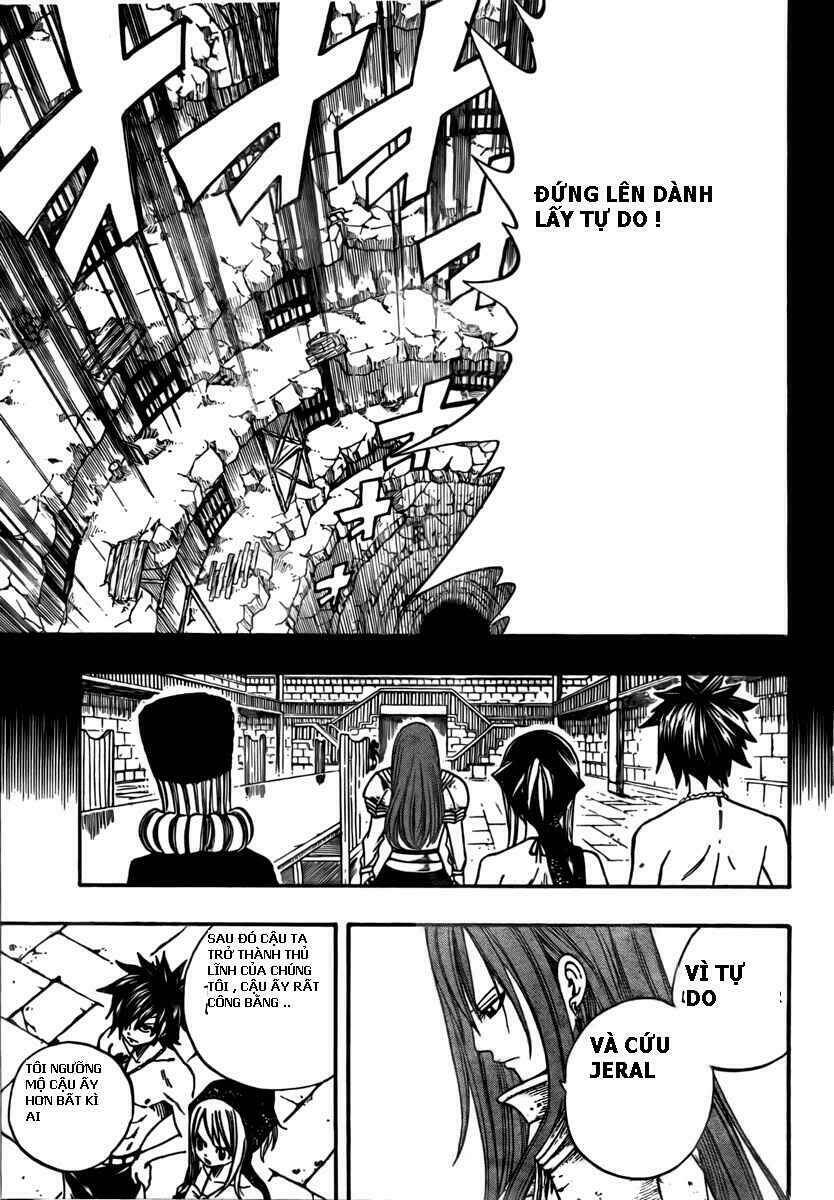 ĐỨNG LÊN DÀNH
LẤY TỰ DO !
VÌ TỰ
DO
VÀ CỨU
JERAL
SAU ĐÓ CẬU TA
TRỞ THÀNH THỦ
LĨNH CỦA CHÚNG
TÔI , CẬU ẤY RẤT
CÔNG BẰNG ..
TÔI NGƯỠNG
MỘ CẬU ẤY
HƠN BẤT KÌ
AI